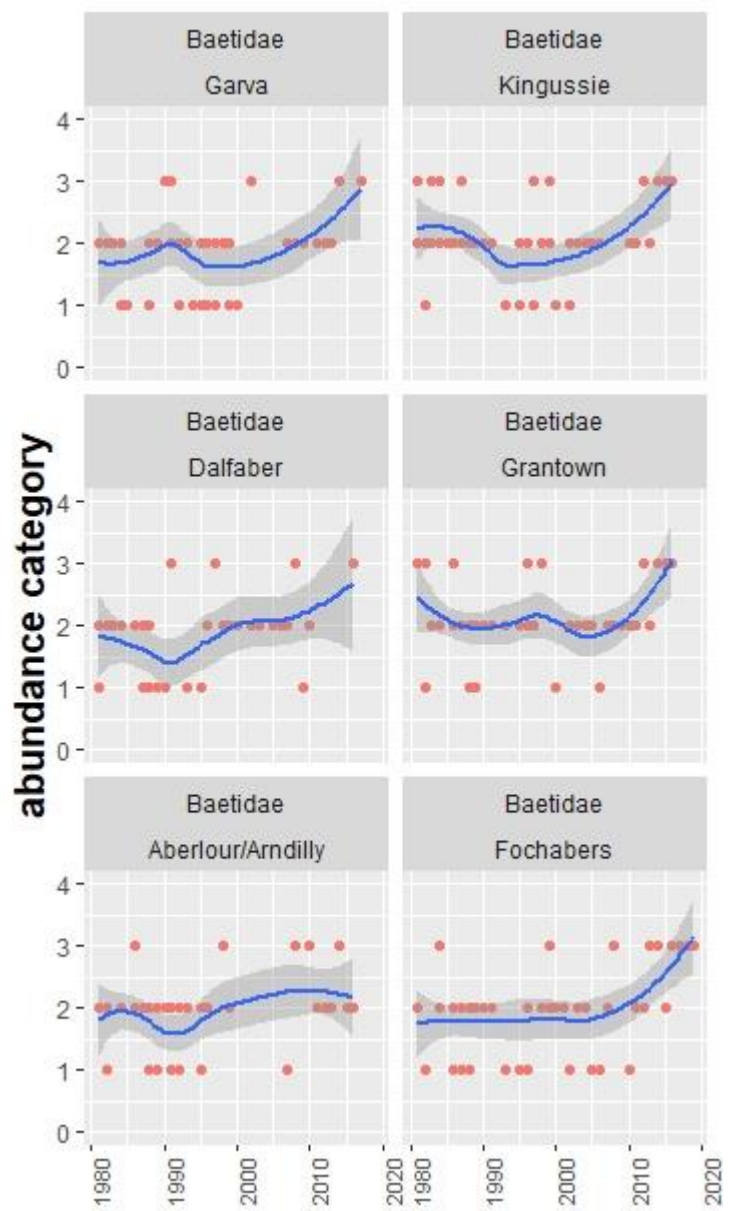 Baetidae
Garva
Baetidae
Kingussie
4
3
2
1
0
Baetidae
Dalfaber
Baetidae
Grantown
4
3
2
1
0
abundance category
Baetidae
Aberlour/Arndilly
Baetidae
Fochabers
4
3
2
1
0
1980
1990
2000
2010
2020
1980
1990
2000
2010
2020